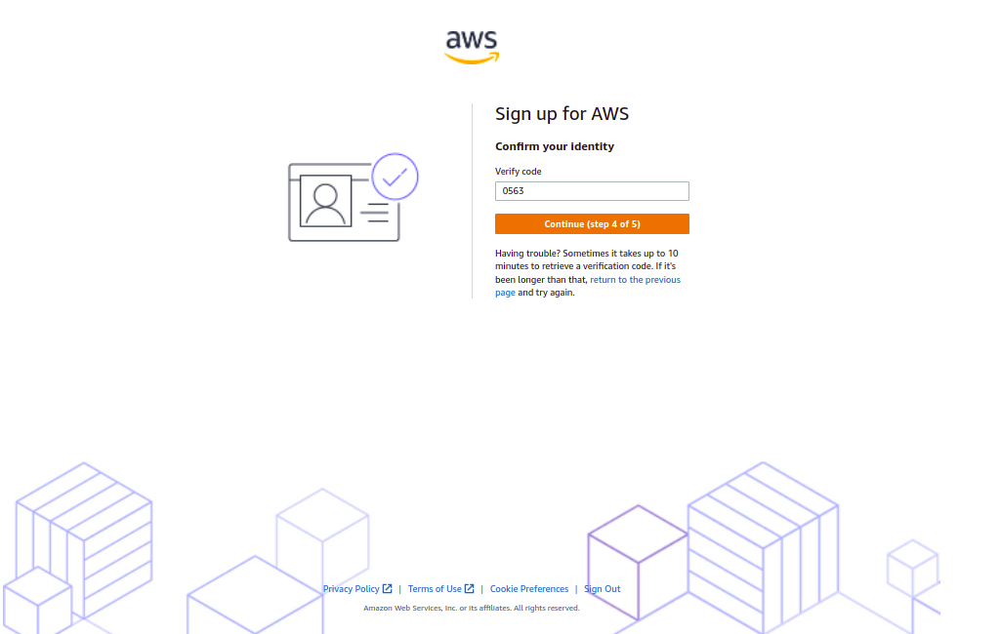 aws
Sign up for AWS
Confirm your identity
Verify code
0563
Continue (step 4 of 5)
Having trouble? Sometimes it takes up to 10
minutes to retrieve a verification code. If it's
been longer than that, return to the previous
page and try again.
Privacy Policy | Terms of Use | Cookie Preferences | Sign Out
Amazon Web Services, Inc. or its affiliates. All rights reserved.